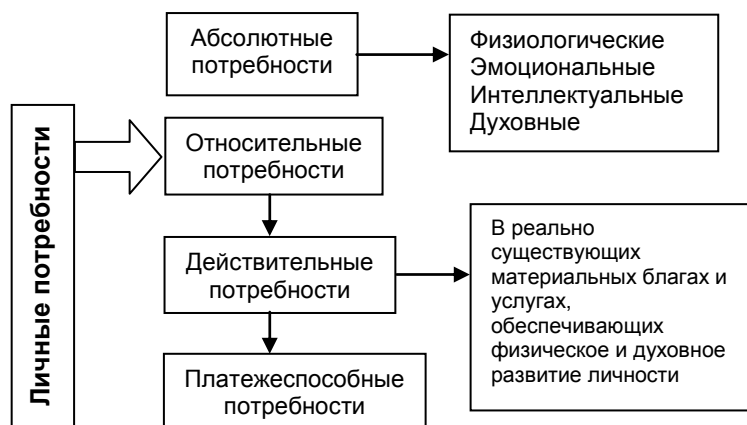 Абсолютные
потребности
Физиологические
Эмоциональные
Интеллектуальные
Духовные
Личные потребности
Относительные
потребности
Действительные
потребности
В реально
существующих
материальных благах и
услугах,
обеспечивающих
физическое и духовное
развитие личности
Платежеспособные
потребности